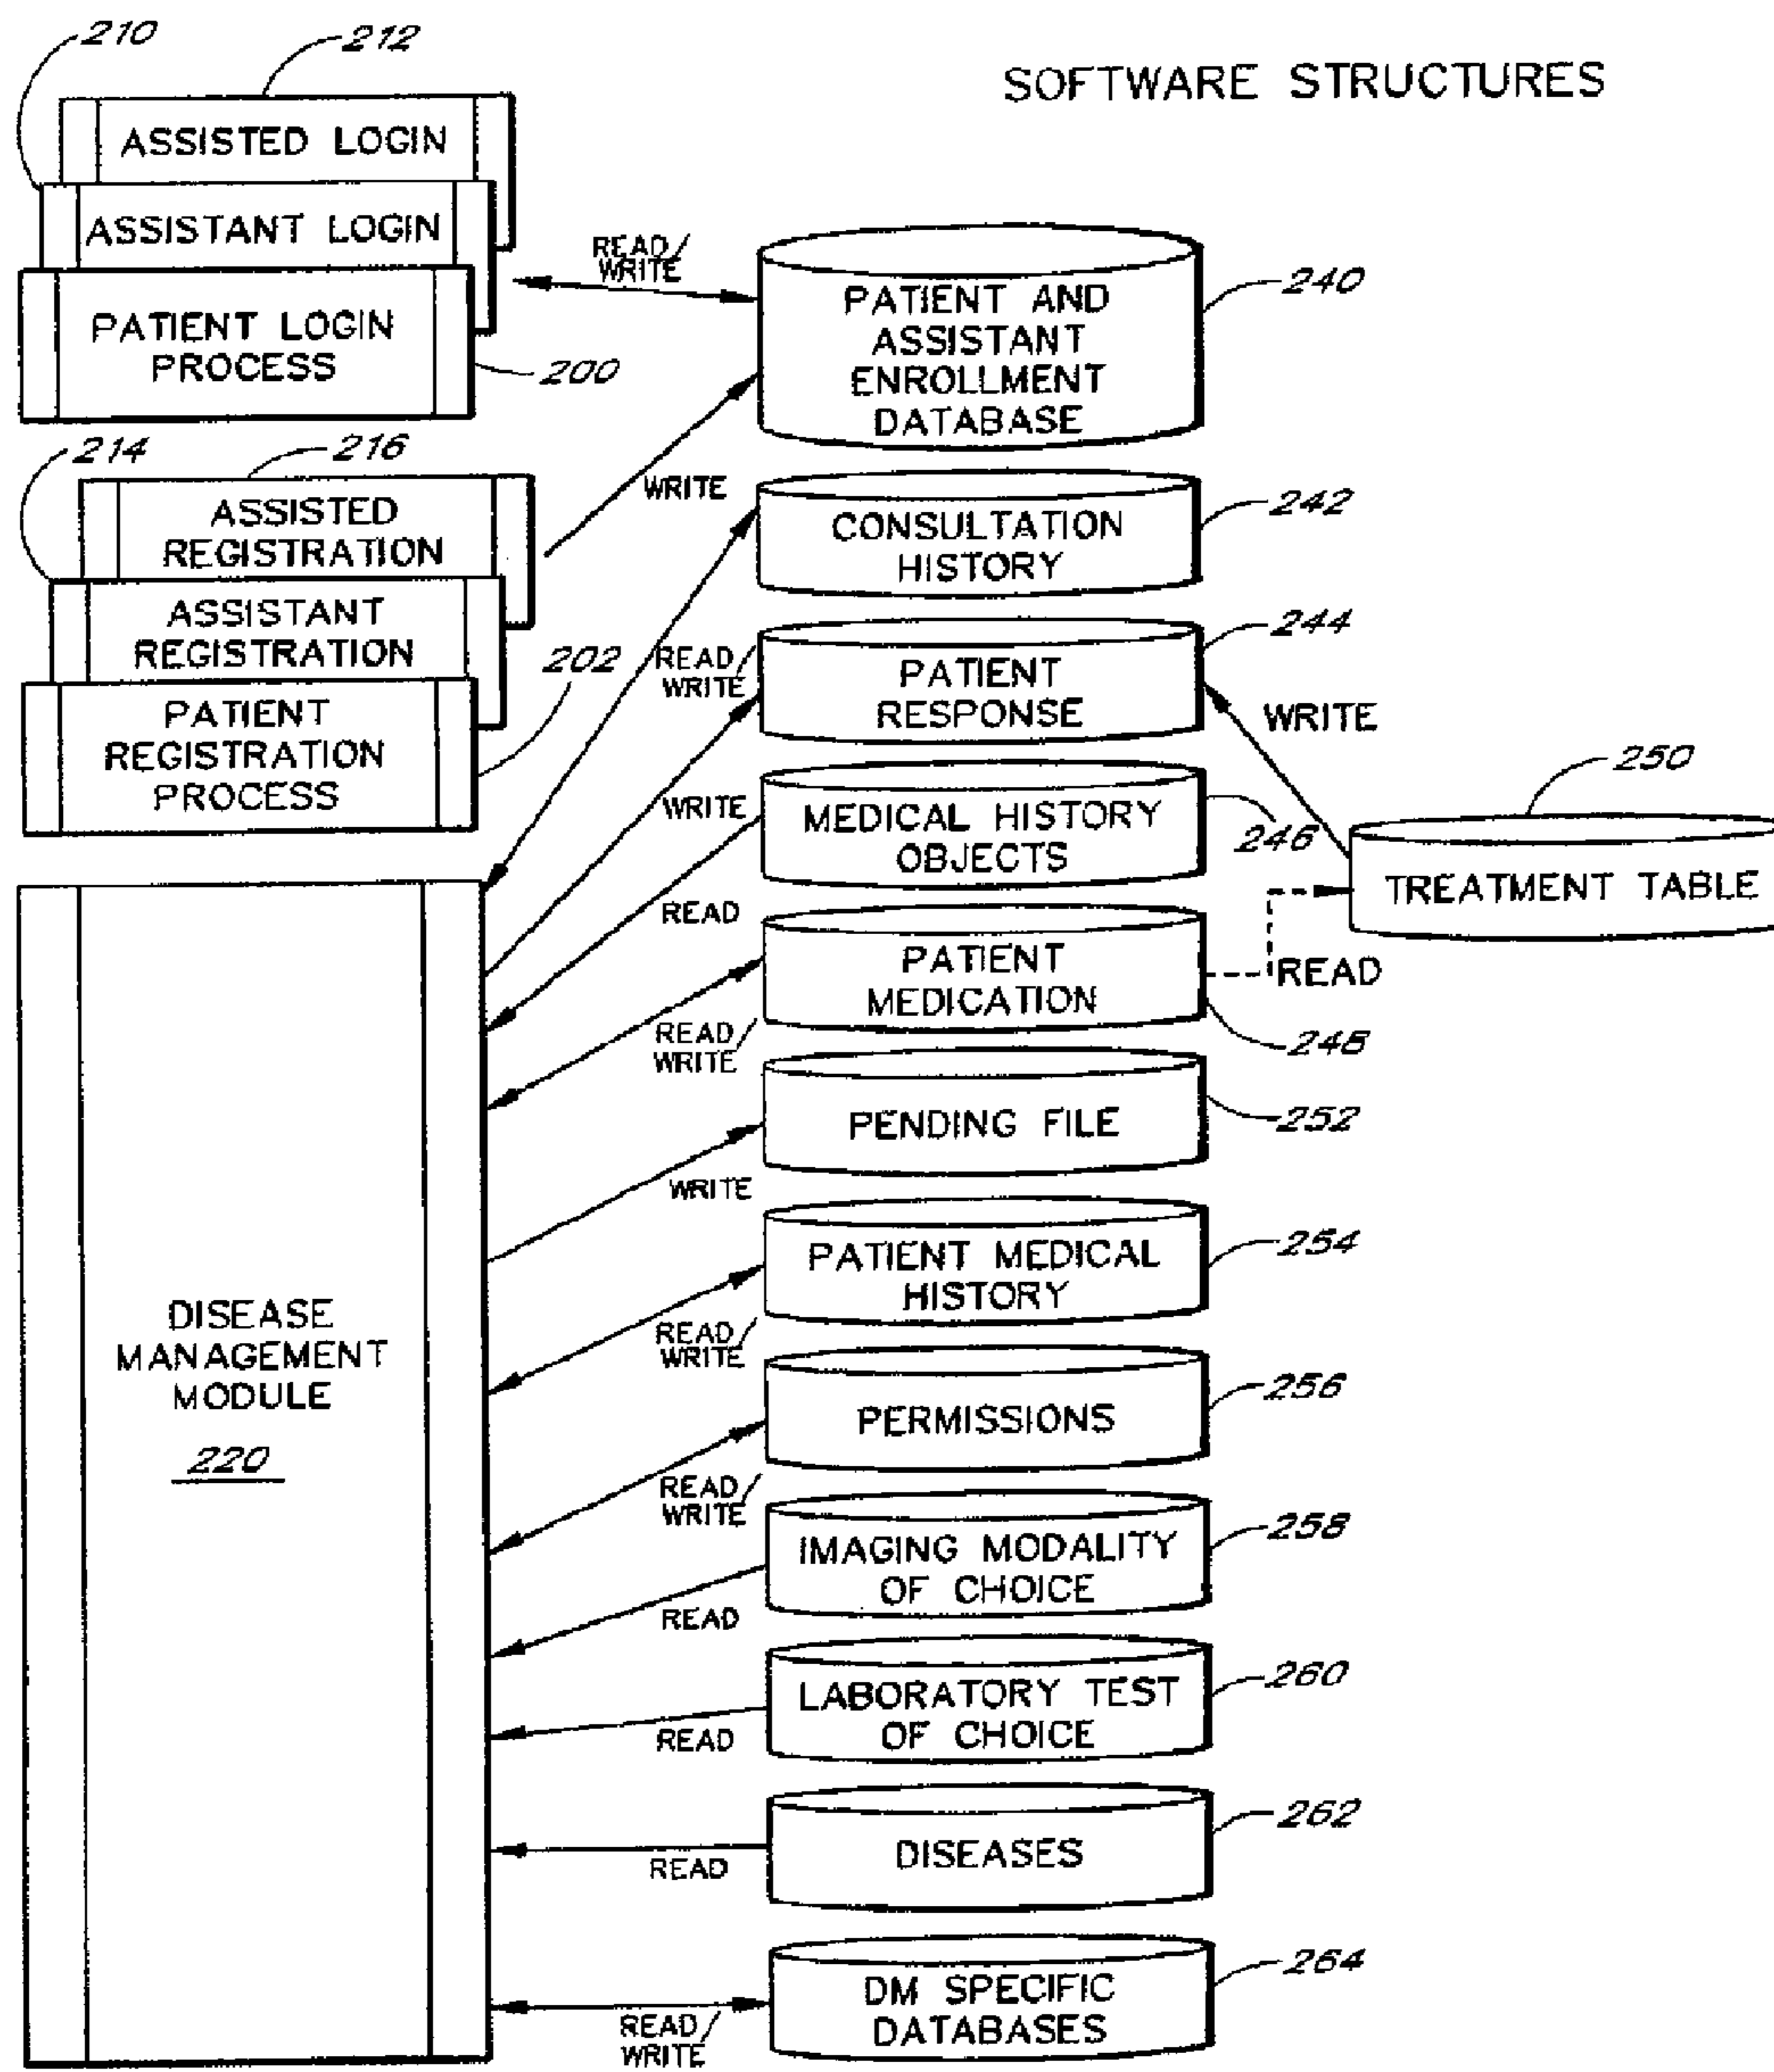 SOFTWARE STRUCTURES
210
212
ASSISTED LOGIN
ASSISTANT LOGIN
PATIENT LOGIN
PROCESS
200
READ/
WRITE
PATIENT AND
ASSISTANT
ENROLLMENT
DATABASE
240
214
216
ASSISTED
REGISTRATION
ASSISTANT
REGISTRATION
PATIENT
REGISTRATION
PROCESS
202
WRITE
CONSULTATION
HISTORY
242
READ/
WRITE
PATIENT
RESPONSE
244
WRITE
WRITE
MEDICAL HISTORY
OBJECTS
246
250
TREATMENT TABLE
READ
PATIENT
MEDICATION
READ
248
READ/
WRITE
PENDING FILE
252
WRITE
PATIENT MEDICAL
HISTORY
254
DISEASE
MANAGEMENT
MODULE
220
READ/
WRITE
PERMISSIONS
256
READ/
WRITE
IMAGING MODALITY
OF CHOICE
258
READ
LABORATORY TEST
OF CHOICE
260
READ
DISEASES
262
READ
DM SPECIFIC
DATABASES
264
READ/
WRITE